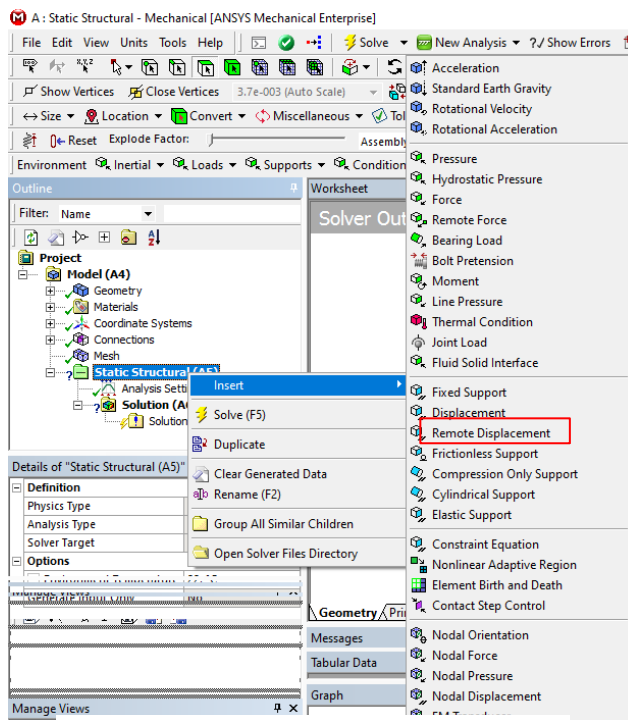 A : Static Structural - Mechanical [ANSYS Mechanical Enterprise]
File Edit View Units Tools Help Solve New Analysis ?/ Show Errors
Show Vertices Close Vertices 3.7e-003 (Auto Scale)
Size Location Convert Miscellaneous Tol
Reset Explode Factor: Assembly
Environment Inertial Loads Supports Condition
Outline
Filter: Name
Project
Model (A4)
Geometry
Materials
Coordinate Systems
Connections
Mesh
Static Structural (A5)
Analysis Setti
Solution (A
Solution
Details of "Static Structural (A5)"
Definition
Physics Type
Analysis Type
Solver Target
Options
Generate Input Only No
Manage Views
Insert
Solve (F5)
Duplicate
Clear Generated Data
Rename (F2)
Group All Similar Children
Open Solver Files Directory
Worksheet
Solver Out
Geometry Pri
Messages
Tabular Data
Graph
Acceleration
Standard Earth Gravity
Rotational Velocity
Rotational Acceleration
Pressure
Hydrostatic Pressure
Force
Remote Force
Bearing Load
Bolt Pretension
Moment
Line Pressure
Thermal Condition
Joint Load
Fluid Solid Interface
Fixed Support
Displacement
Remote Displacement
Frictionless Support
Compression Only Support
Cylindrical Support
Elastic Support
Constraint Equation
Nonlinear Adaptive Region
Element Birth and Death
Contact Step Control
Nodal Orientation
Nodal Force
Nodal Pressure
Nodal Displacement